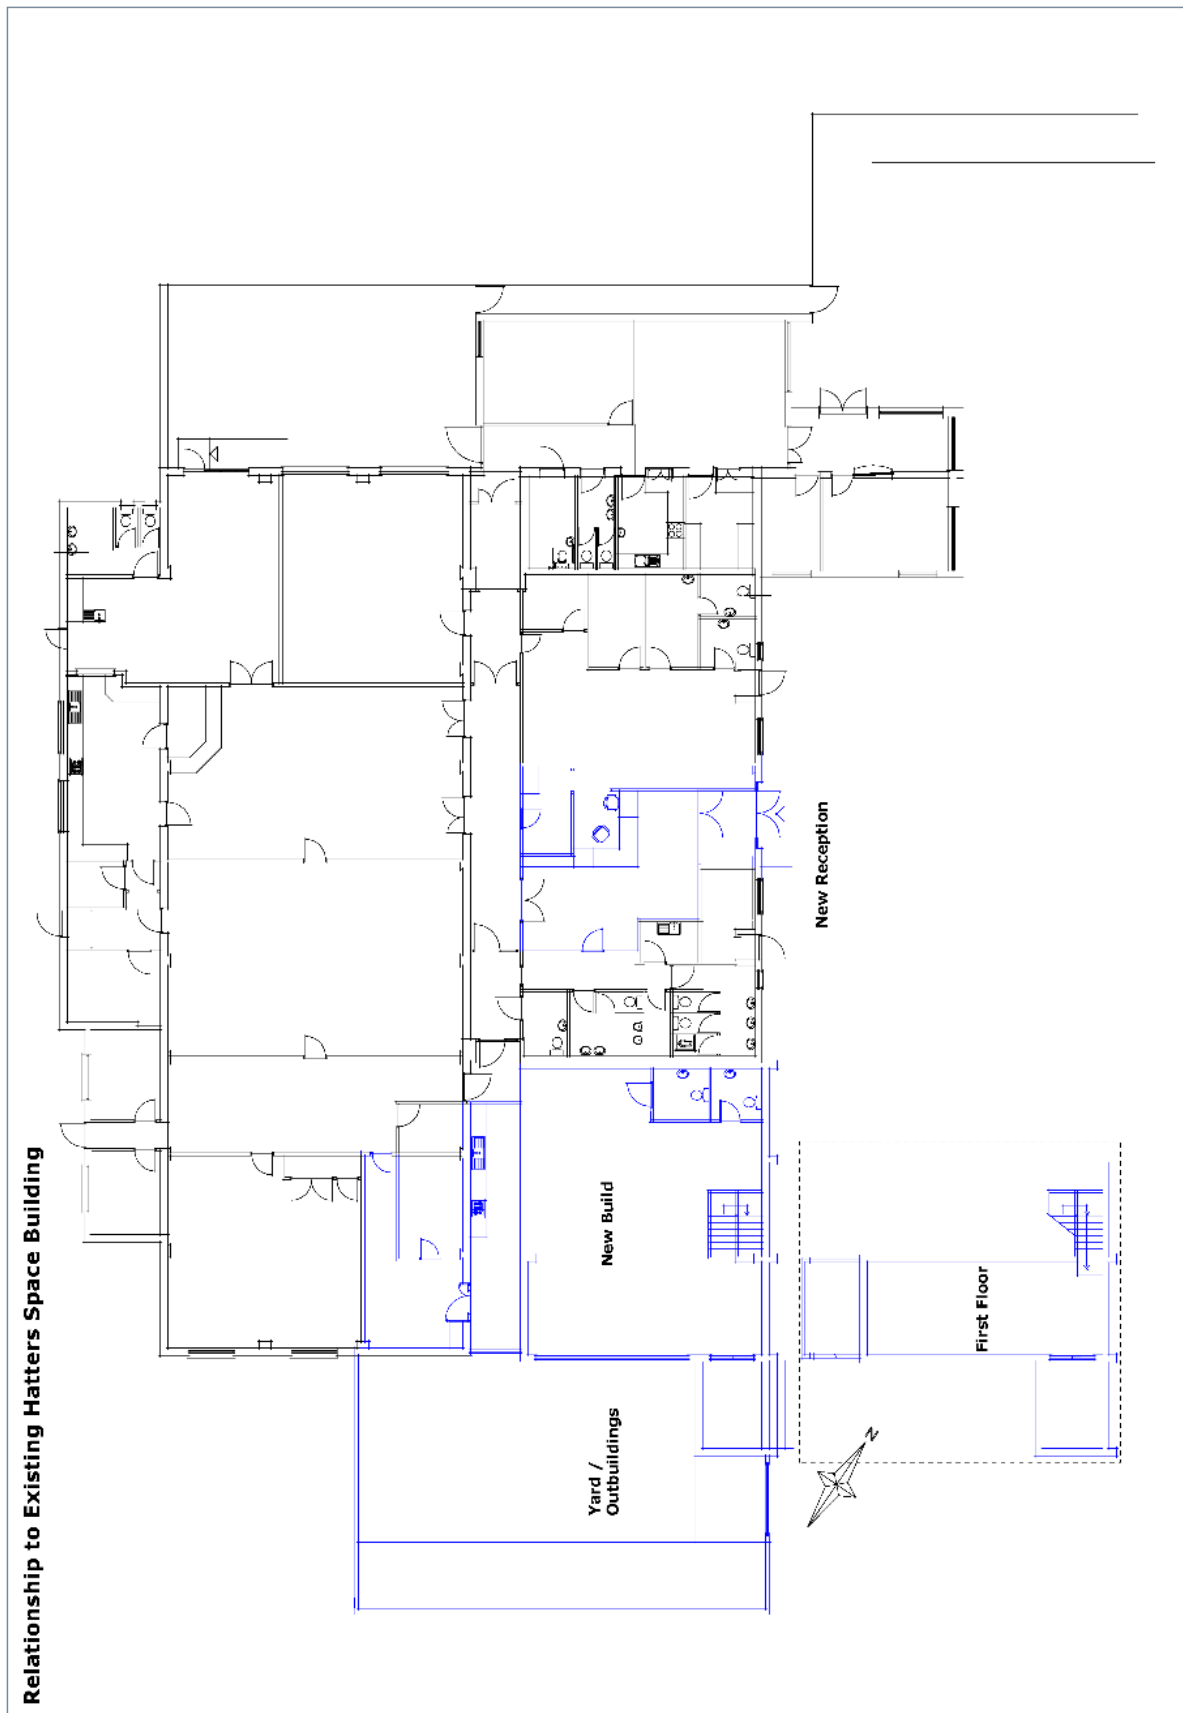 Relationship to Existing Hatters Space Building
New Reception
New Build
First Floor
Yard /
Outbuildings
N